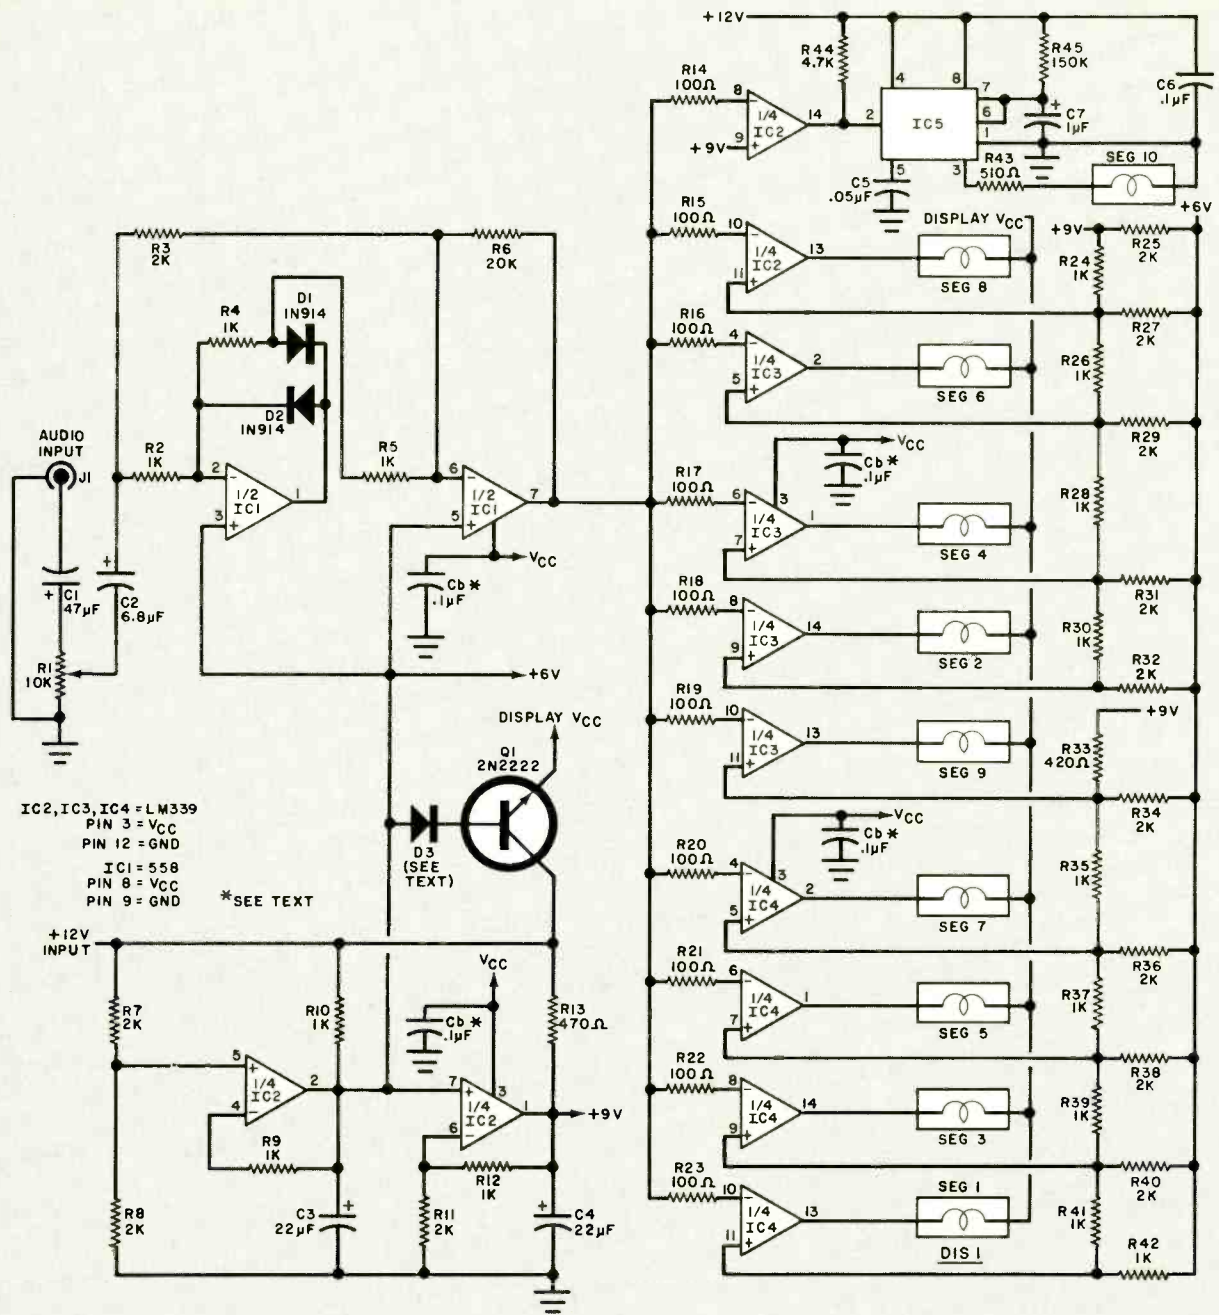 +12V
R44
4.7K
R45
150K
R14
100Ω
4
8
7
6
1
C6
.1µF
8
-
1/4
IC2
14
2
IC5
+
C7
1µF
9
+
+9V
5
3
R43
510Ω
SEG 10
C5
.05µF
+6V
R15
100Ω
DISPLAY VCC
+9V
R25
2K
R3
2K
R6
20K
10
-
1/4
IC2
13
R24
1K
11
+
SEG 8
D1
1N914
R4
1K
R16
100Ω
R27
2K
4
-
1/4
IC3
2
R26
1K
5
+
SEG 6
D2
1N914
AUDIO
INPUT
J1
R2
1K
R5
1K
R29
2K
VCC
Cb*
.1µF
R17
100Ω
2
-
1/2
IC1
1
3
+
6
-
1/2
IC1
7
5
+
6
-
3
1/4
IC3
1
7
+
R28
1K
SEG 4
VCC
Cb*
.1µF
+
C1
47µF
+
C2
6.8µF
R18
100Ω
R31
2K
8
-
1/4
IC3
14
9
+
R30
1K
SEG 2
R1
10K
+6V
R32
2K
R19
100Ω
+9V
DISPLAY VCC
10
-
1/4
IC3
13
11
+
R33
420Ω
SEG 9
Q1
2N2222
IC2,IC3,IC4=LM339
PIN 3=VCC
PIN 12=GND
IC1=558
PIN 8=VCC
PIN 9=GND
*SEE TEXT
D3
(SEE
TEXT)
R34
2K
VCC
Cb*
.1µF
R20
100Ω
4
-
3
1/4
IC4
2
5
+
R35
1K
SEG 7
+12V
INPUT
R21
100Ω
R36
2K
VCC
Cb*
.1µF
R7
2K
R10
1K
R13
470Ω
6
-
1/4
IC4
1
7
+
R37
1K
SEG 5
5
+
1/4
IC2
2
4
-
7
+
3
1/4
IC2
1
6
-
+9V
R22
100Ω
R38
2K
8
-
1/4
IC4
14
9
+
R39
1K
SEG 3
R9
1K
R12
1K
R23
100Ω
R40
2K
R8
2K
+
C3
22µF
R11
2K
+
C4
22µF
10
-
1/4
IC4
13
11
+
SEG 1
R41
1K
DIS 1
R42
1K